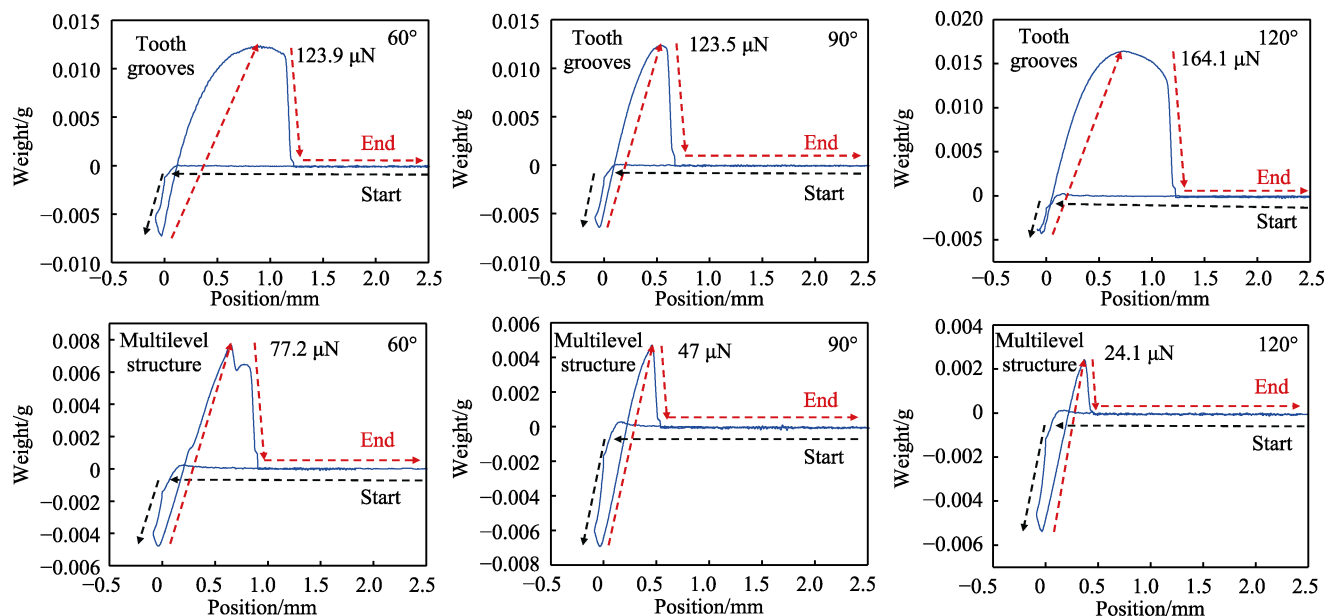 0.015
0.010
0.005
0
−0.005
−0.010
Weight/g
Tooth
grooves
123.9 μN
60°
End
Start
−0.5
0
0.5
1.0
1.5
2.0
2.5
Position/mm
0.015
0.010
0.005
0
−0.005
−0.010
Weight/g
Tooth
grooves
123.5 μN
90°
End
Start
−0.5
0
0.5
1.0
1.5
2.0
2.5
Position/mm
0.020
0.015
0.010
0.005
0
−0.005
Weight/g
Tooth
grooves
164.1 μN
120°
End
Start
−0.5
0
0.5
1.0
1.5
2.0
2.5
Position/mm
0.008
0.006
0.004
0.002
0
−0.002
−0.004
−0.006
Weight/g
Multilevel
structure
77.2 μN
60°
End
Start
−0.5
0
0.5
1.0
1.5
2.0
2.5
Position/mm
0.006
0.004
0.002
0
−0.002
−0.004
−0.006
−0.008
Weight/g
Multilevel
structure
47 μN
90°
End
Start
−0.5
0
0.5
1.0
1.5
2.0
2.5
Position/mm
0.004
0.002
0
−0.002
−0.004
−0.006
Weight/g
Multilevel
structure
24.1 μN
120°
End
Start
−0.5
0
0.5
1.0
1.5
2.0
2.5
Position/mm